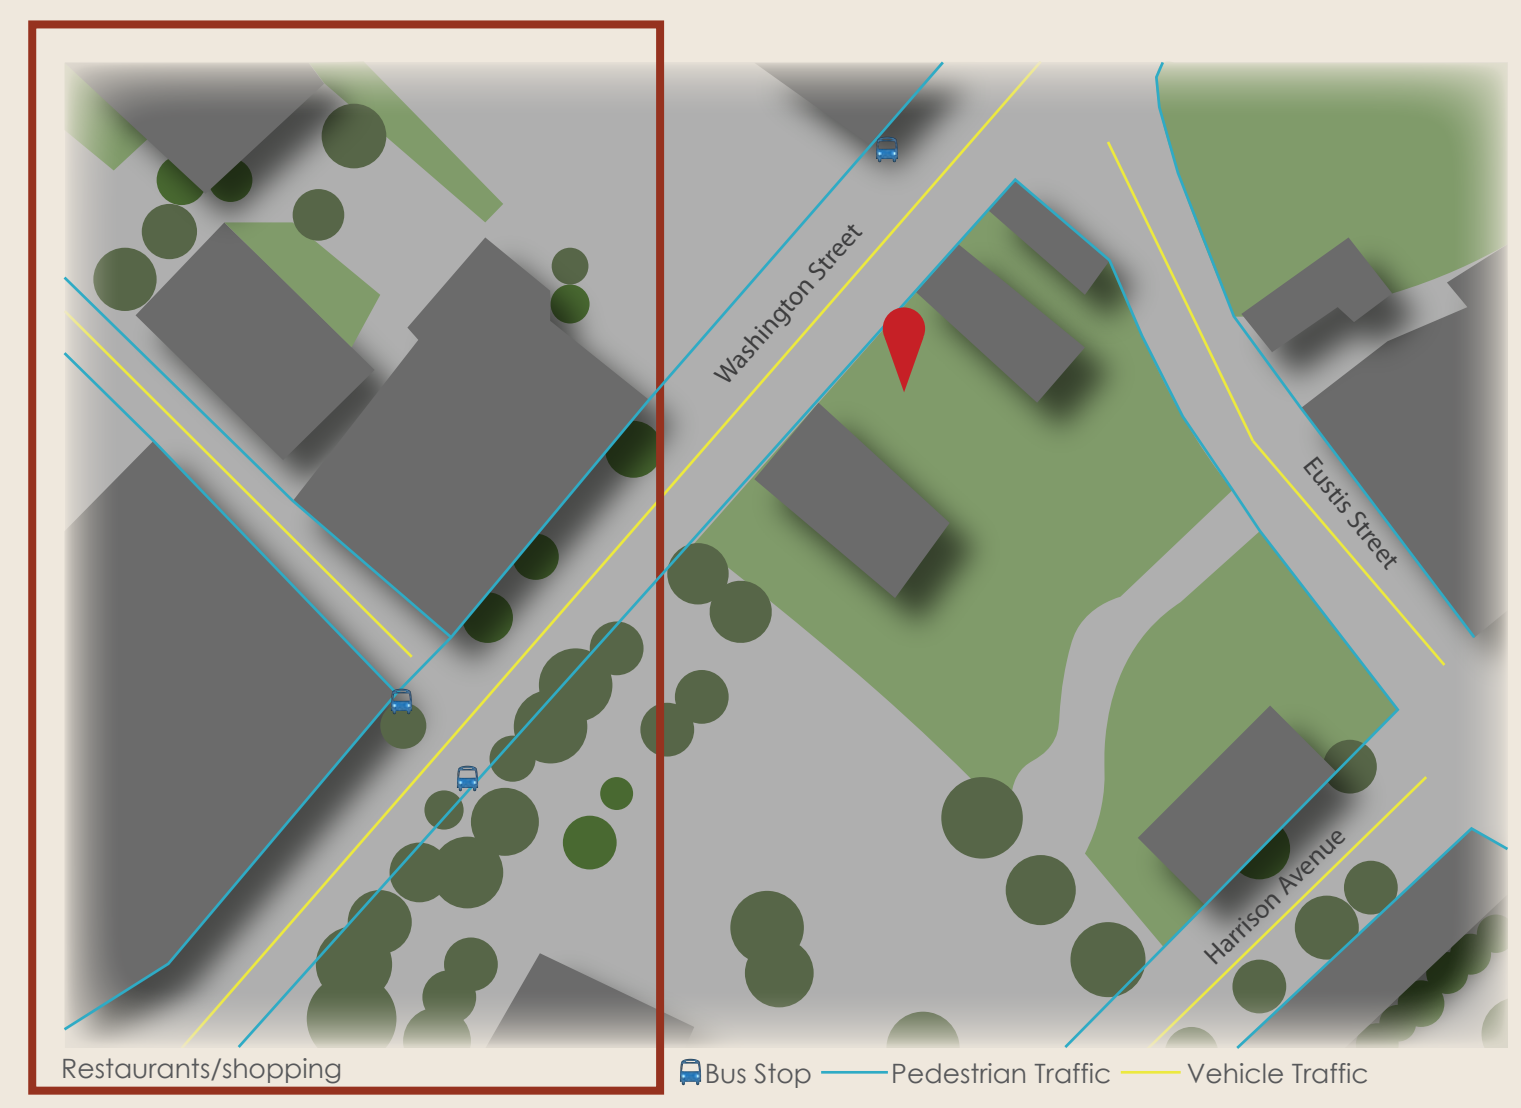 Washington Street
Eustis Street
Harrison Avenue
Restaurants/shopping
Bus Stop
Pedestrian Traffic
Vehicle Traffic